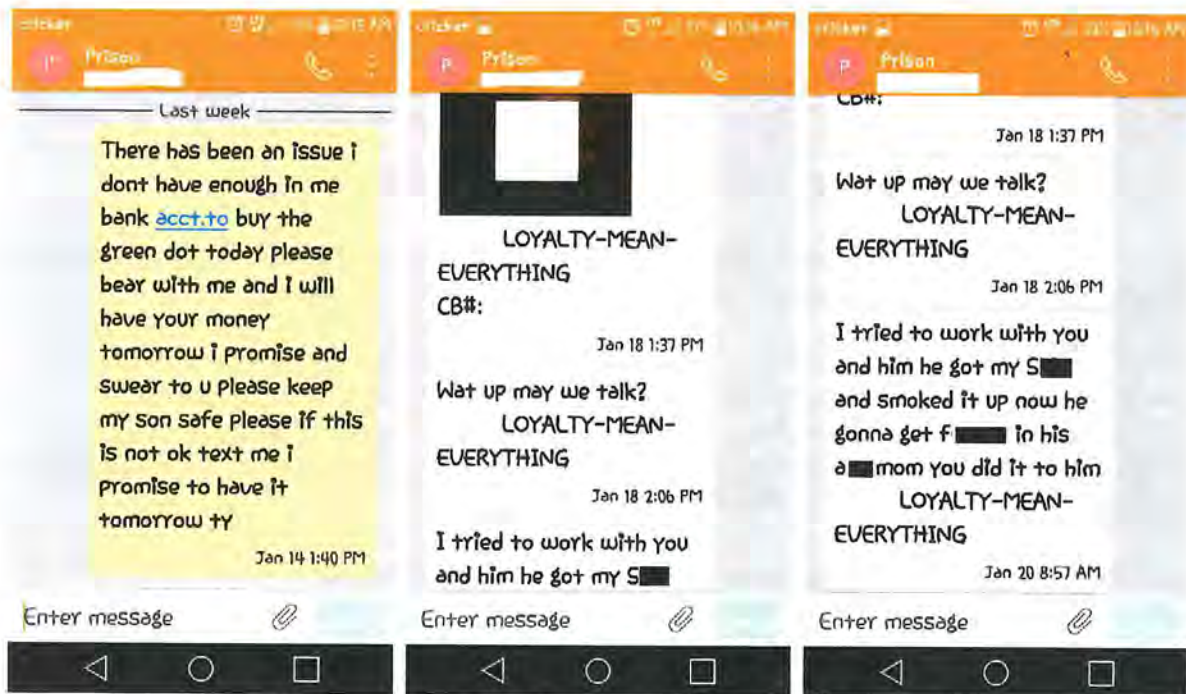 Prison
Last week
There has been an issue i
dont have enough in me
bank acct.to buy the
green dot today please
bear with me and i will
have your money
tomorrow i promise and
swear to u please keep
my son safe please if this
is not ok text me i
promise to have it
tomorrow ty
Jan 14 1:40 PM
Enter message
P
Prison
LOYALTY-MEAN-
EVERYTHING
CB#:
Jan 18 1:37 PM
Wat up may we talk?
LOYALTY-MEAN-
EVERYTHING
Jan 18 2:06 PM
I tried to work with you
and him he got my S
Enter message
P
Prison
CB#:
Jan 18 1:37 PM
Wat up may we talk?
LOYALTY-MEAN-
EVERYTHING
Jan 18 2:06 PM
I tried to work with you
and him he got my S
and smoked it up now he
gonna get f in his
a mom you did it to him
LOYALTY-MEAN-
EVERYTHING
Jan 20 8:57 AM
Enter message